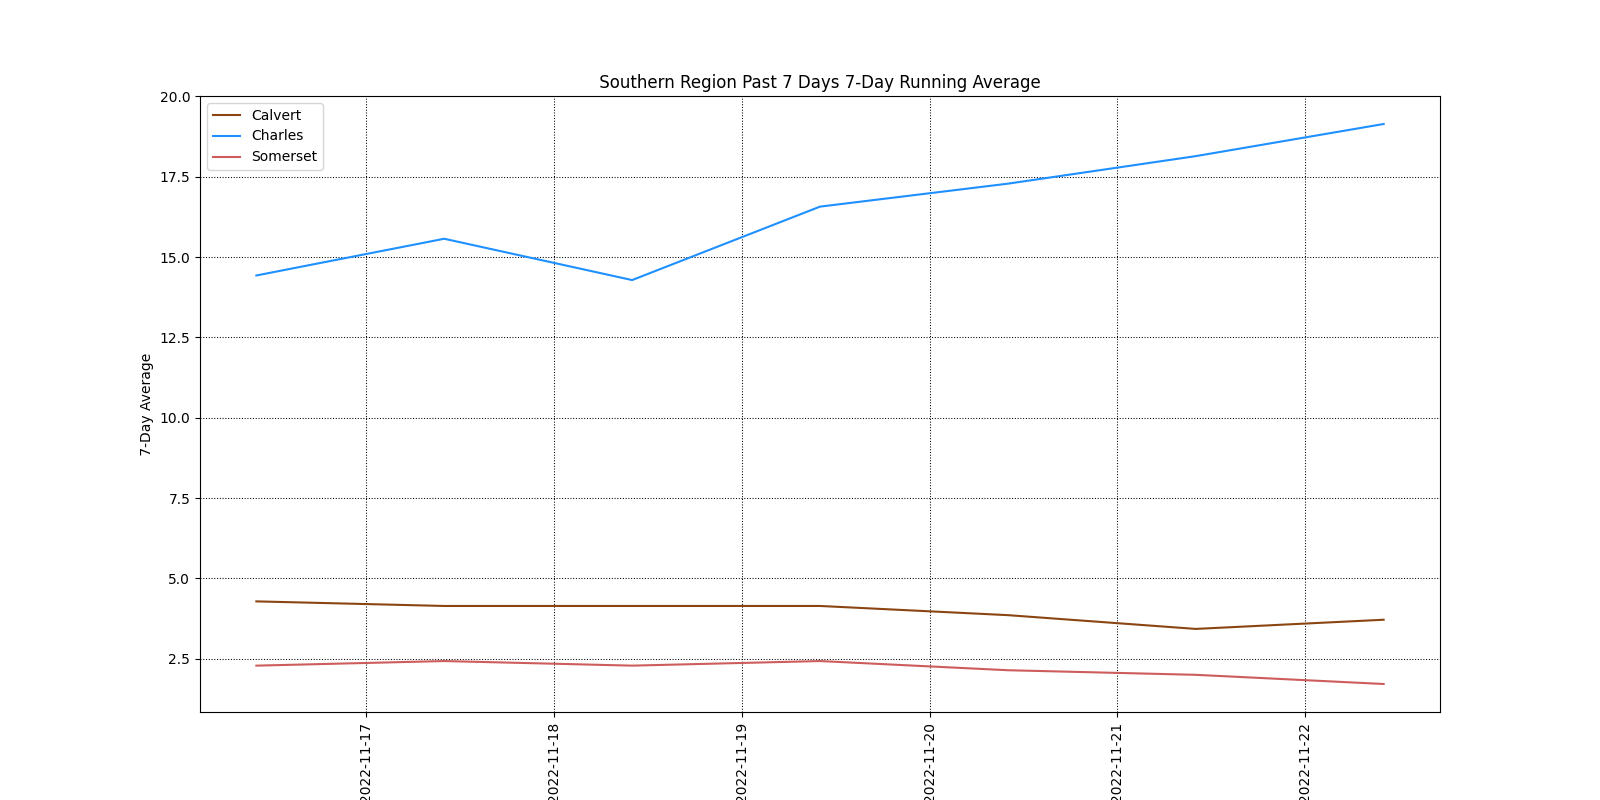 Southern Region Past 7 Days 7-Day Running Average
20.0
17.5
15.0
12.5
10.0
7.5
5.0
2.5
7-Day Average
Calvert
Charles
Somerset
2022-11-17
2022-11-18
2022-11-19
2022-11-20
2022-11-21
2022-11-22